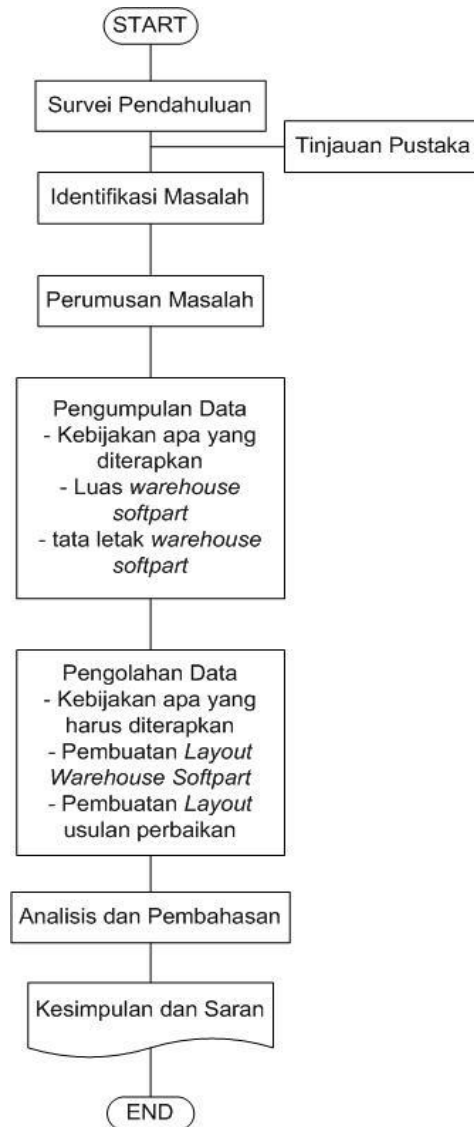 START
Survei Pendahuluan
Tinjauan Pustaka
Identifikasi Masalah
Perumusan Masalah
Pengumpulan Data
- Kebijakan apa yang
diterapkan
- Luas warehouse
softpart
- tata letak warehouse
softpart
Pengolahan Data
- Kebijakan apa yang
harus diterapkan
- Pembuatan Layout
Warehouse Softpart
- Pembuatan Layout
usulan perbaikan
Analisis dan Pembahasan
Kesimpulan dan Saran
END